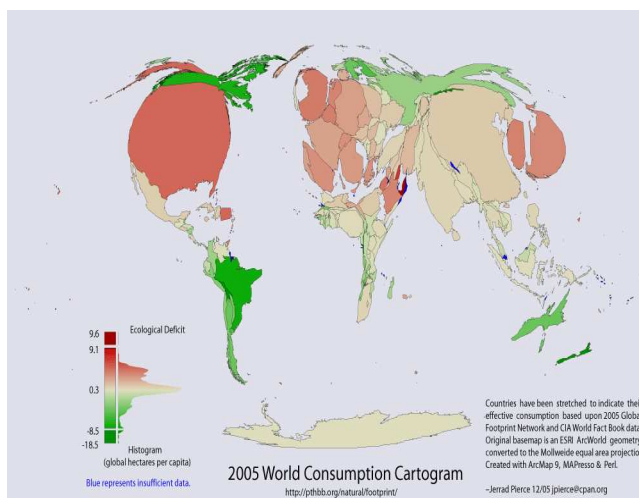 Ecological Deficit
9.6
9.1
0.3
-8.5
-18.5
Histogram
(global hectares per capita)
Blue represents insufficient data.
2005 World Consumption Cartogram
http://pthbb.org/natural/footprint/
Countries have been stretched to indicate thei
effective consumption based upon 2005 Globa
Footprint Network and CIA World Fact Book data
Original basemap is an ESRI ArcWorld geometry
converted to the Mollweide equal area projectio
Created with ArcMap 9, MAPresso & Perl.
~Jerrad Pierce 12/05 jpierce@cpan.org